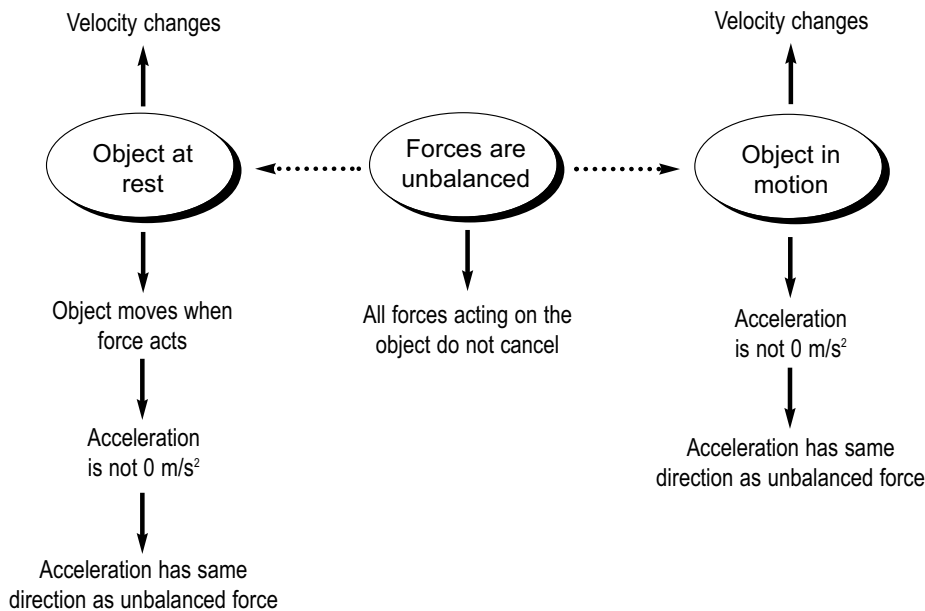 Velocity changes
Object at
rest
Object moves when
force acts
Acceleration
is not 0 m/s²
Acceleration has same
direction as unbalanced force
Forces are
unbalanced
All forces acting on the
object do not cancel
Velocity changes
Object in
motion
Acceleration
is not 0 m/s²
Acceleration has same
direction as unbalanced force